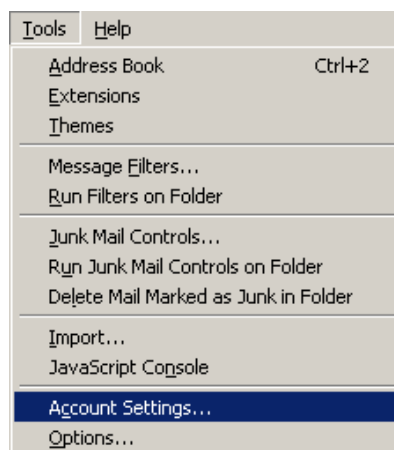 Tools Help
Address Book Ctrl+2
Extensions
Themes
Message Filters...
Run Filters on Folder
Junk Mail Controls...
Run Junk Mail Controls on Folder
Delete Mail Marked as Junk in Folder
Import...
JavaScript Console
Account Settings...
Options...